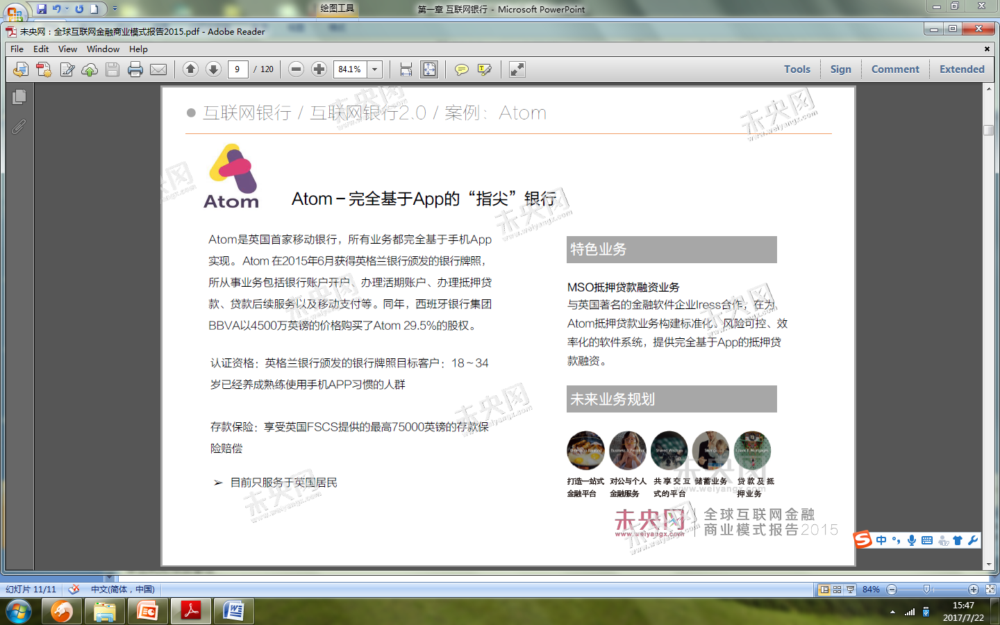 绘图工具
第一章 互联网银行 - Microsoft PowerPoint
未央网：全球互联网金融商业模式报告2015.pdf - Adobe Reader
File Edit View Window Help
9 / 120 84.1% Tools Sign Comment Extended
互联网银行 / 互联网银行2.0 / 案例：Atom
Atom
Atom－完全基于App的“指尖”银行
Atom是英国首家移动银行，所有业务都完全基于手机App
实现。Atom 在2015年6月获得英格兰银行颁发的银行牌照，
所从事业务包括银行账户开户、办理活期账户、办理抵押贷
款、贷款后续服务以及移动支付等。同年，西班牙银行集团
BBVA以4500万英镑的价格购买了Atom 29.5%的股权。
认证资格：英格兰银行颁发的银行牌照目标客户：18～34
岁已经养成熟练使用手机APP习惯的人群
存款保险：享受英国FSCS提供的最高75000英镑的存款保
险赔偿
➢ 目前只服务于英国居民
特色业务
MSO抵押贷款融资业务
与英国著名的金融软件企业Iress合作，在为
Atom抵押贷款业务构建标准化、风险可控、效
率化的软件系统，提供完全基于App的抵押贷
款融资。
未来业务规划
打造一站式
金融平台
对公与个人
金融服务
共享交互
式的平台
储蓄业务
贷款及抵
押业务
未央网
www.weiyangx.com
全球互联网金融
商业模式报告2015
中
幻灯片 11/11 中文(简体，中国) 84%
15:47
2017/7/22